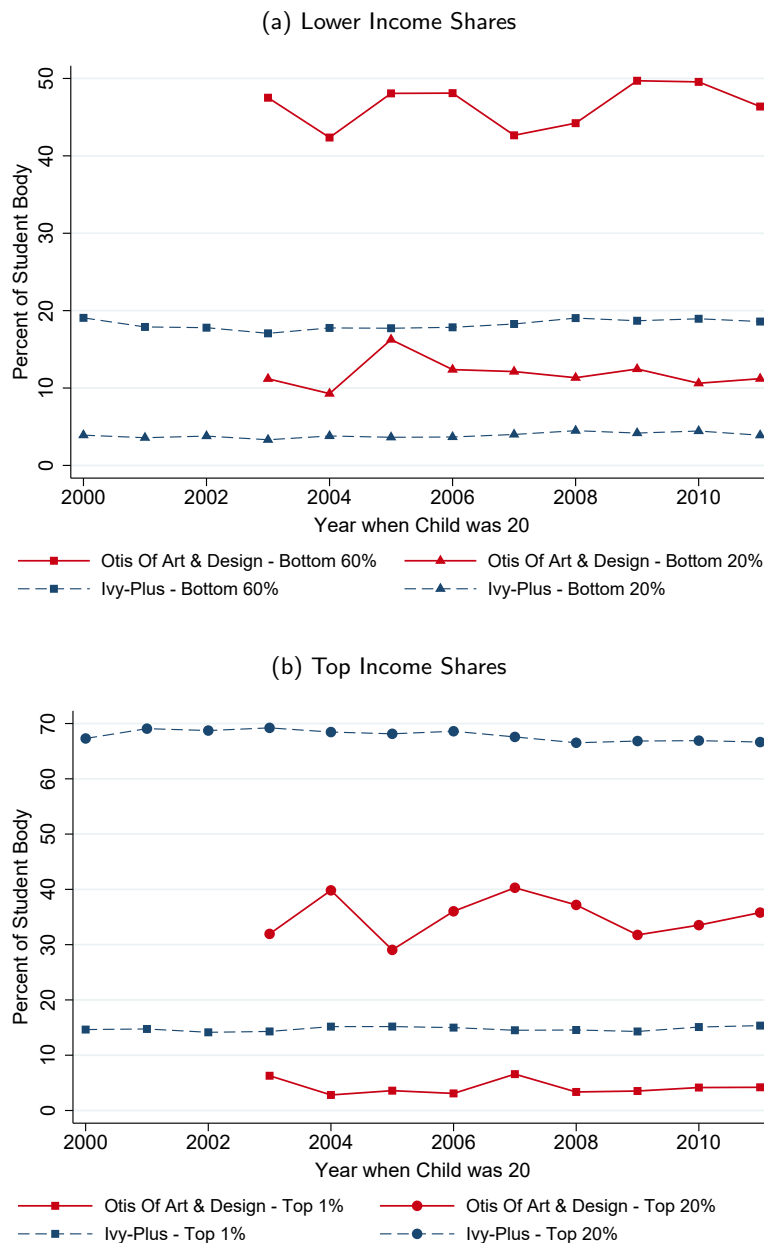 (a) Lower Income Shares
Percent of Student Body
50
40
30
20
10
0
2000 2002 2004 2006 2008 2010
Year when Child was 20
Otis Of Art & Design - Bottom 60% Otis Of Art & Design - Bottom 20%
Ivy-Plus - Bottom 60% Ivy-Plus - Bottom 20%
(b) Top Income Shares
Percent of Student Body
70
60
50
40
30
20
10
0
2000 2002 2004 2006 2008 2010
Year when Child was 20
Otis Of Art & Design - Top 1% Otis Of Art & Design - Top 20%
Ivy-Plus - Top 1% Ivy-Plus - Top 20%